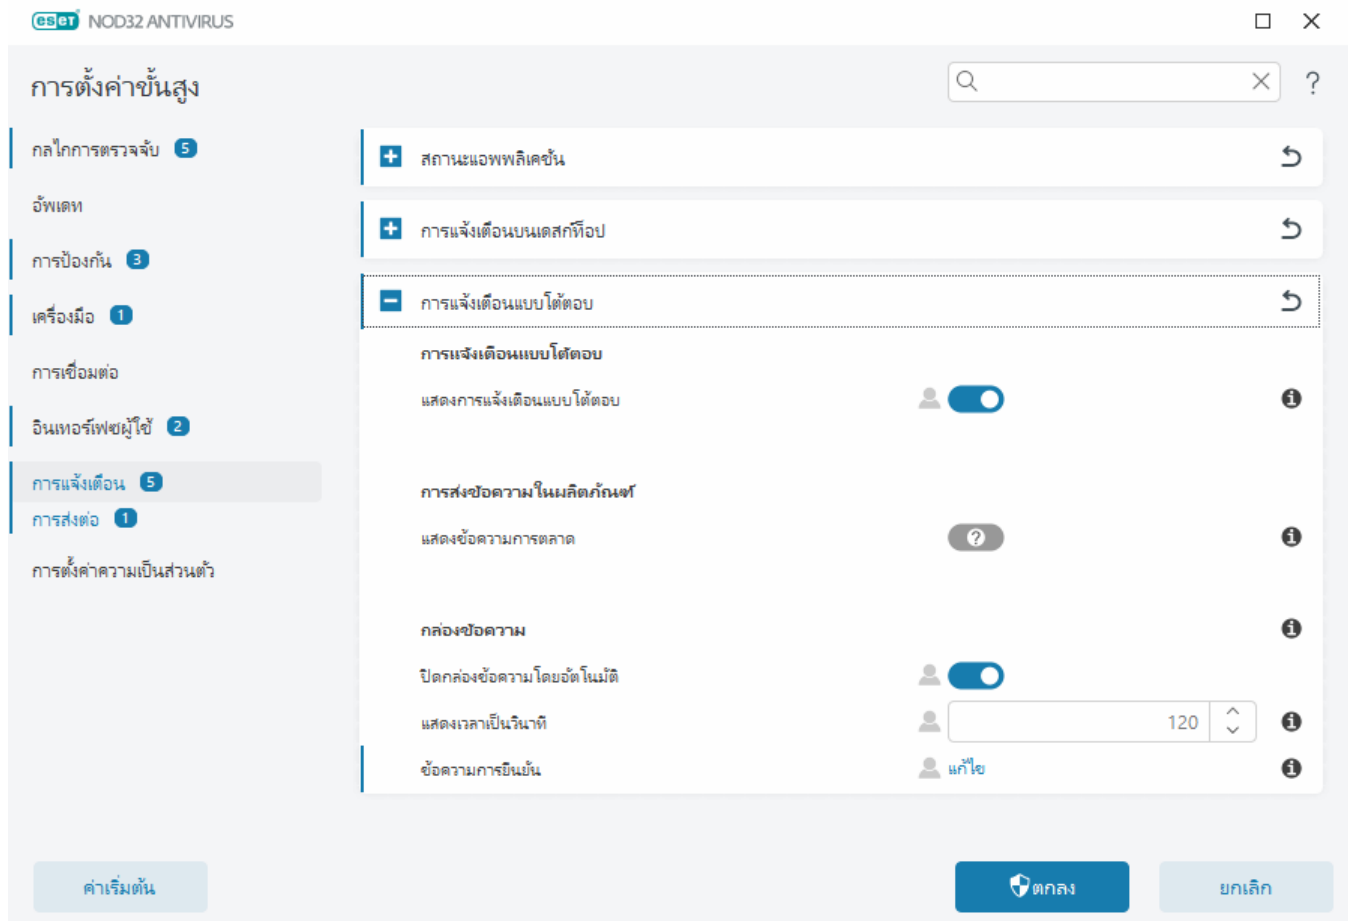 eset NOD32 ANTIVIRUS
การตั้งค่าขั้นสูง
กลไกการตรวจจับ 5
อัพเดท
การป้องกัน 3
เครื่องมือ 1
การเชื่อมต่อ
อินเทอร์เฟซผู้ใช้ 2
การแจ้งเตือน 5
การส่งต่อ 1
การตั้งค่าความเป็นส่วนตัว
สถานะแอพพลิเคชัน
การแจ้งเตือนบนเดสก์ท็อป
การแจ้งเตือนแบบโต้ตอบ
การแจ้งเตือนแบบโต้ตอบ
แสดงการแจ้งเตือนแบบโต้ตอบ
การส่งข้อความในผลิตภัณฑ์
แสดงข้อความการตลาด
กล่องข้อความ
ปิดกล่องข้อความโดยอัตโนมัติ
แสดงเวลาเป็นวินาที 120
ข้อความการยืนยัน แก้ไข
ค่าเริ่มต้น ตกลง ยกเลิก